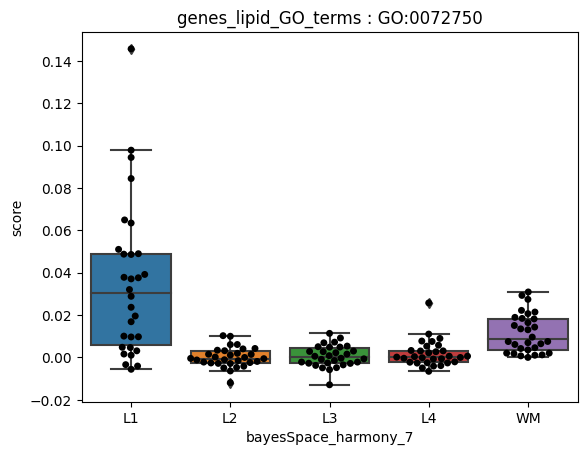 genes_lipid_GO_terms : GO:0072750
0.14
0.12
0.10
0.08
0.06
0.04
0.02
0.00
−0.02
score
L1 L2 L3 L4 WM
bayesSpace_harmony_7